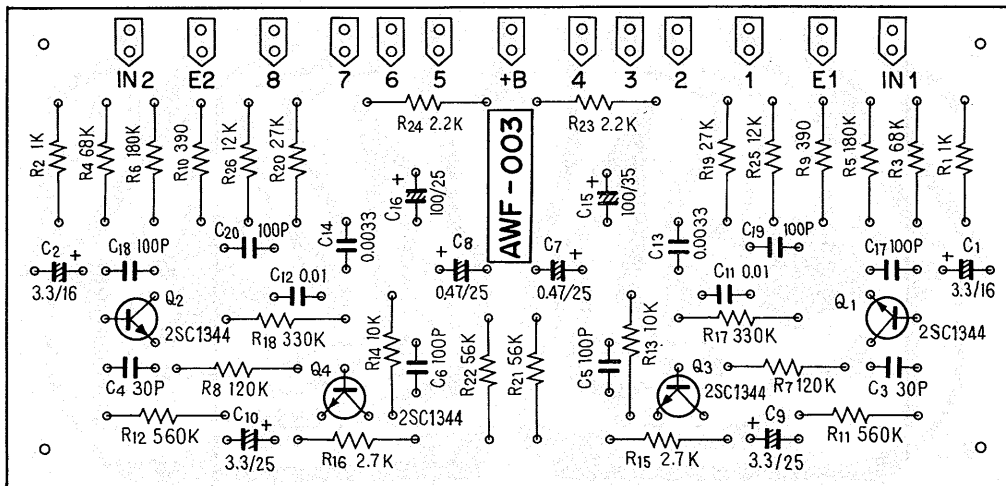 IN2 E2 8 7 6 5 +B 4 3 2 1 E1 IN1
R24 2.2K
R23 2.2K
R2 1K
R4 68K
R6 180K
R10 390
R26 12K
R20 27K
AWF-003
R19 27K
R25 12K
R9 390
R5 180K
R3 68K
R1 1K
C16 + 100/25
C15 + 100/35
C14 0.0033
C13 0.0033
C2 + 3.3/16
C18 100P
C20 100P
C8 + 0.47/25
C7 + 0.47/25
C19 100P
C17 100P
C1 + 3.3/16
C12 0.01
C11 0.01
Q2
2SC1344
Q1
2SC1344
R18 330K
R17 330K
R14 10K
R13 10K
C6 100P
R22 56K
R21 56K
C5 100P
C4 30P
R8 120K
Q4
2SC1344
Q3
2SC1344
R7 120K
C3 30P
R12 560K
C10 + 3.3/25
R16 2.7K
R15 2.7K
C9 + 3.3/25
R11 560K